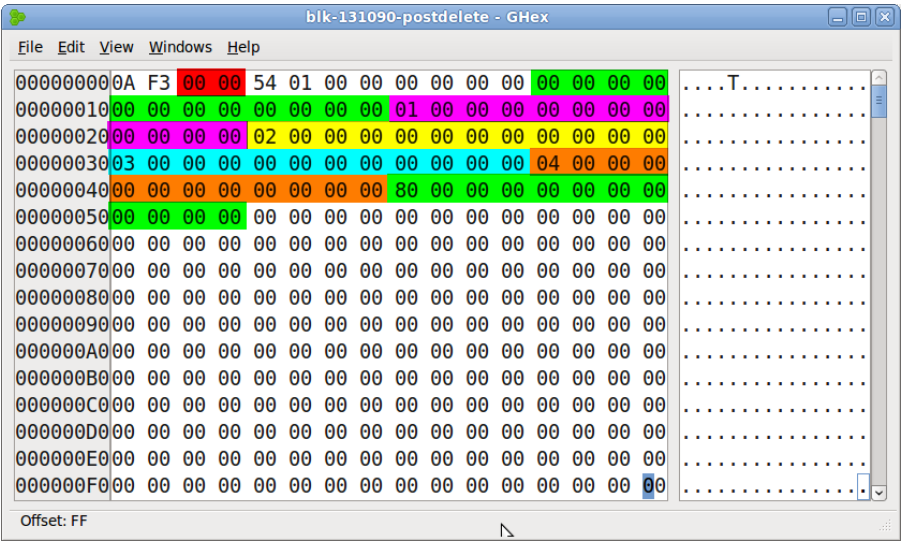 blk-131090-postdelete - GHex
File Edit View Windows Help
00000000 0A F3 00 00 54 01 00 00 00 00 00 00 00 00 00 00 ....T...........
00000010 00 00 00 00 00 00 00 00 01 00 00 00 00 00 00 00 ................
00000020 00 00 00 00 02 00 00 00 00 00 00 00 00 00 00 00 ................
00000030 03 00 00 00 00 00 00 00 00 00 00 00 04 00 00 00 ................
00000040 00 00 00 00 00 00 00 00 80 00 00 00 00 00 00 00 ................
00000050 00 00 00 00 00 00 00 00 00 00 00 00 00 00 00 00 ................
00000060 00 00 00 00 00 00 00 00 00 00 00 00 00 00 00 00 ................
00000070 00 00 00 00 00 00 00 00 00 00 00 00 00 00 00 00 ................
00000080 00 00 00 00 00 00 00 00 00 00 00 00 00 00 00 00 ................
00000090 00 00 00 00 00 00 00 00 00 00 00 00 00 00 00 00 ................
000000A0 00 00 00 00 00 00 00 00 00 00 00 00 00 00 00 00 ................
000000B0 00 00 00 00 00 00 00 00 00 00 00 00 00 00 00 00 ................
000000C0 00 00 00 00 00 00 00 00 00 00 00 00 00 00 00 00 ................
000000D0 00 00 00 00 00 00 00 00 00 00 00 00 00 00 00 00 ................
000000E0 00 00 00 00 00 00 00 00 00 00 00 00 00 00 00 00 ................
000000F0 00 00 00 00 00 00 00 00 00 00 00 00 00 00 00 00 ................
Offset: FF